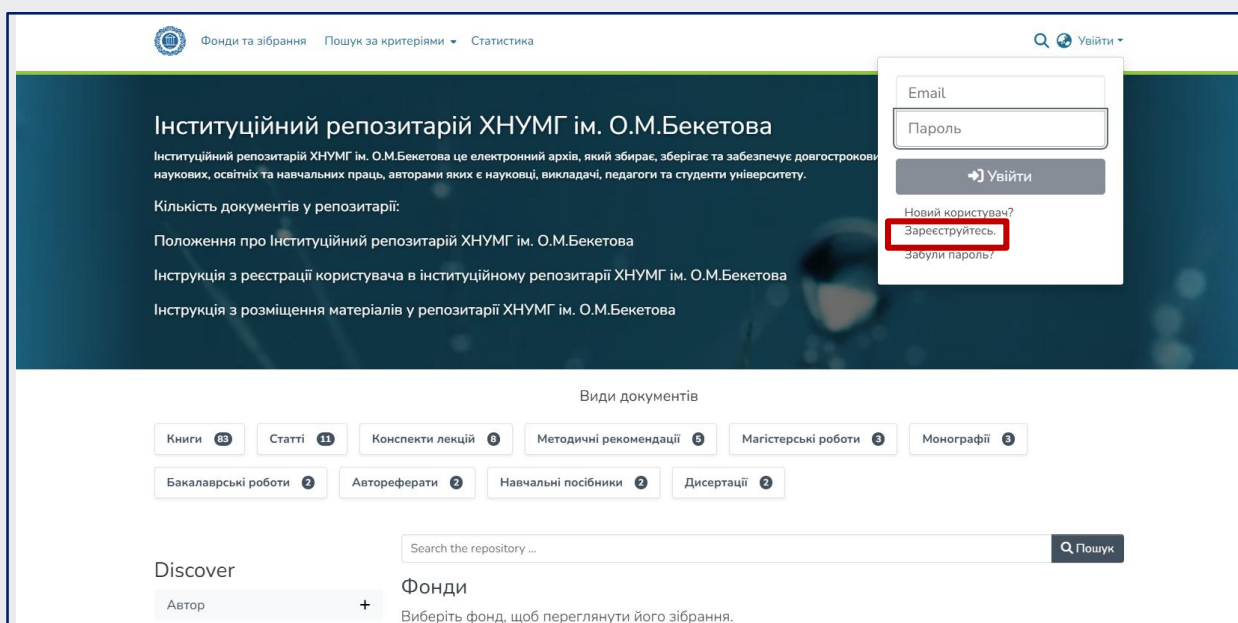 Фонди та зібрання Пошук за критеріями Статистика Увійти
Email
Пароль
Увійти
Новий користувач?
Зареєструйтесь.
Забули пароль?
Інституційний репозитарій ХНУМГ ім. О.М.Бекетова
Інституційний репозитарій ХНУМГ ім. О.М.Бекетова це електронний архів, який збирає, зберігає та забезпечує довгострокови
наукових, освітніх та навчальних праць, авторами яких є науковці, викладачі, педагоги та студенти університету.
Кількість документів у репозитарії:
Положення про Інституційний репозитарій ХНУМГ ім. О.М.Бекетова
Інструкція з реєстрації користувача в інституційному репозитарії ХНУМГ ім. О.М.Бекетова
Інструкція з розміщення матеріалів у репозитарії ХНУМГ ім. О.М.Бекетова
Види документів
Книги 83 Статті 11 Конспекти лекцій 8 Методичні рекомендації 5 Магістерські роботи 3 Монографії 3
Бакалаврські роботи 2 Автореферати 2 Навчальні посібники 2 Дисертації 2
Search the repository ... Пошук
Discover
Автор +
Фонди
Виберіть фонд, щоб переглянути його зібрання.